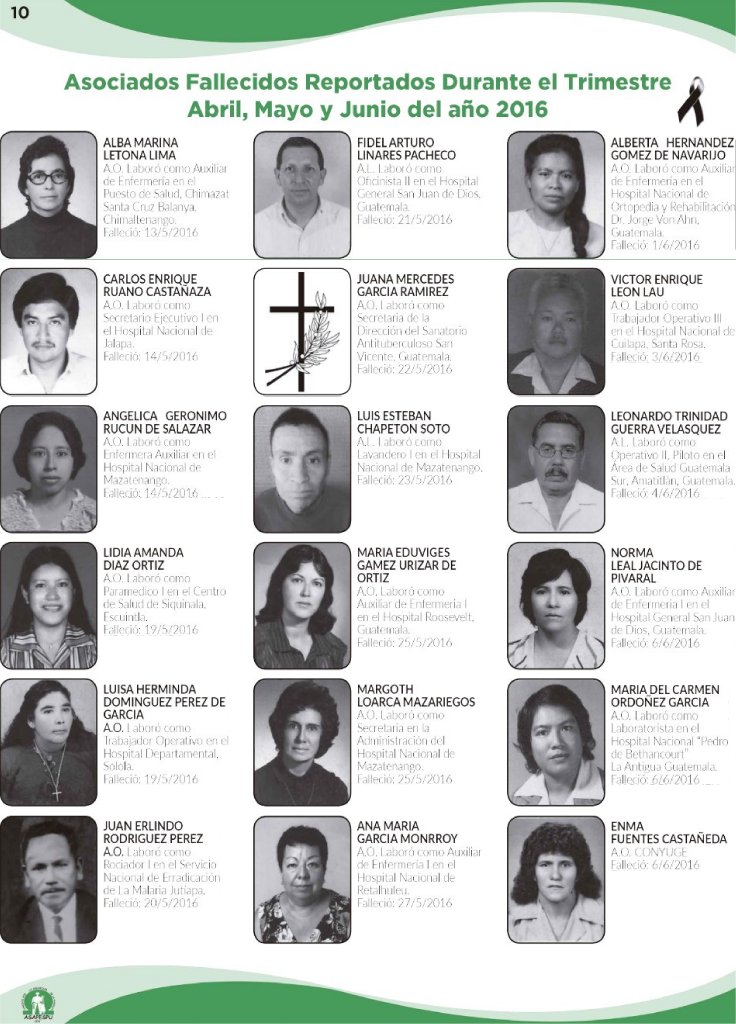 10
Asociados Fallecidos Reportados Durante el Trimestre
Abril, Mayo y Junio del año 2016
ALBA MARINA
LETONA LIMA
A.O. Laboró como Auxiliar
de Enfermería en el
Puesto de Salud, Chimazat
Santa Cruz Balanya,
Chimaltenango.
Falleció: 13/5/2016
FIDEL ARTURO
LINARES PACHECO
A.L. Laboró como
Oficinista II en el Hospital
General San Juan de Dios,
Guatemala.
Falleció: 21/5/2016
ALBERTA HERNANDEZ
GOMEZ DE NAVARIJO
A.O. Laboró como Auxiliar
de Enfermería en el
Hospital Nacional de
Ortopedia y Rehabilitación
Dr. Jorge Von Ahn,
Guatemala.
Falleció: 1/6/2016
CARLOS ENRIQUE
RUANO CASTAÑAZA
A.O. Laboró como
Secretario Ejecutivo I en
el Hospital Nacional de
Jalapa.
Falleció: 14/5/2016
JUANA MERCEDES
GARCIA RAMIREZ
A.O. Laboró como
Secretaria de la
Dirección del Sanatorio
Antituberculoso San
Vicente, Guatemala.
Falleció: 22/5/2016
VICTOR ENRIQUE
LEON LAU
A.O. Laboró como
Trabajador Operativo III
en el Hospital Nacional de
Cuilapa, Santa Rosa.
Falleció: 3/6/2016
ANGELICA GERONIMO
RUCUN DE SALAZAR
A.O. Laboró como
Enfermera Auxiliar en el
Hospital Nacional de
Mazatenango.
Falleció: 14/5/2016
LUIS ESTEBAN
CHAPETON SOTO
A.L. Laboró como
Lavandero I en el Hospital
Nacional de Mazatenango.
Falleció: 23/5/2016
LEONARDO TRINIDAD
GUERRA VELASQUEZ
A.L. Laboró como
Operativo II, Piloto en el
Área de Salud Guatemala
Sur, Amatitlán, Guatemala.
Falleció: 4/6/2016
LIDIA AMANDA
DIAZ ORTIZ
A.O. Laboró como
Paramedico I en el Centro
de Salud de Siquinala,
Escuintla.
Falleció: 19/5/2016
MARIA EDUVIGES
GAMEZ URIZAR DE
ORTIZ
A.O. Laboró como
Auxiliar de Enfermería I
en el Hospital Roosevelt,
Guatemala.
Falleció: 25/5/2016
NORMA
LEAL JACINTO DE
PIVARAL
A.O. Laboró como Auxiliar
de Enfermería I en el
Hospital General San Juan
de Dios, Guatemala.
Falleció: 6/6/2016
LUISA HERMINDA
DOMINGUEZ PEREZ DE
GARCIA
A.O. Laboró como
Trabajador Operativo en el
Hospital Departamental,
Sololá.
Falleció: 19/5/2016
MARGOTH
LOARCA MAZARIEGOS
A.O. Laboró como
Secretaria en la
Administración del
Hospital Nacional de
Mazatenango.
Falleció: 25/5/2016
MARIA DEL CARMEN
ORDOÑEZ GARCIA
A.O. Laboró como
Laboratorista en el
Hospital Nacional "Pedro
de Bethancourt"
La Antigua Guatemala.
Falleció: 6/6/2016
JUAN ERLINDO
RODRIGUEZ PEREZ
A.O. Laboró como
Rociador I en el Servicio
Nacional de Erradicación
de La Malaria Jutiapa.
Falleció: 20/5/2016
ANA MARIA
GARCIA MONRROY
A.O. Laboró como Auxiliar
de Enfermería I en el
Hospital Nacional de
Retalhuleu.
Falleció: 27/5/2016
ENMA
FUENTES CASTAÑEDA
A.O. CONYUGE
Falleció: 6/6/2016